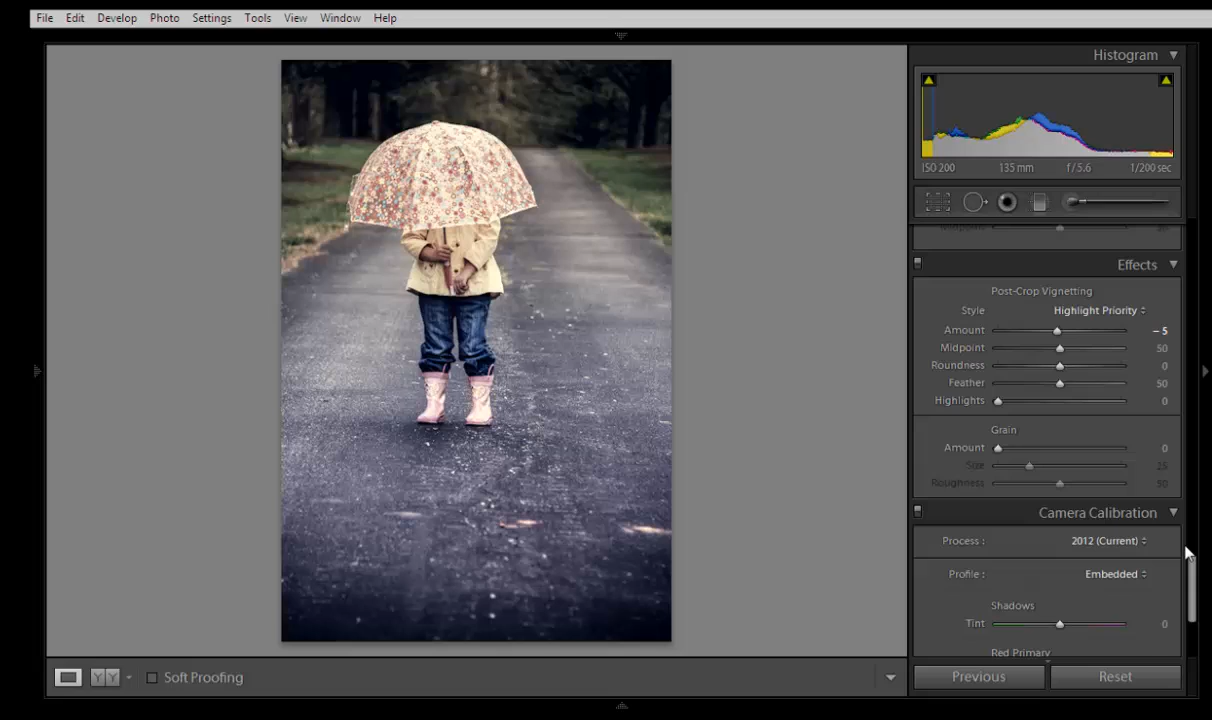 File Edit Develop Photo Settings Tools View Window Help
Histogram
ISO 200 135 mm f / 5.6 1/200 sec
Effects
Post-Crop Vignetting
Style Highlight Priority
Amount – 5
Midpoint 50
Roundness 0
Feather 50
Highlights 0
Grain
Amount 0
Size 25
Roughness 50
Camera Calibration
Process : 2012 (Current)
Profile : Embedded
Shadows
Tint 0
Red Primary
Y Y Soft Proofing
Previous Reset